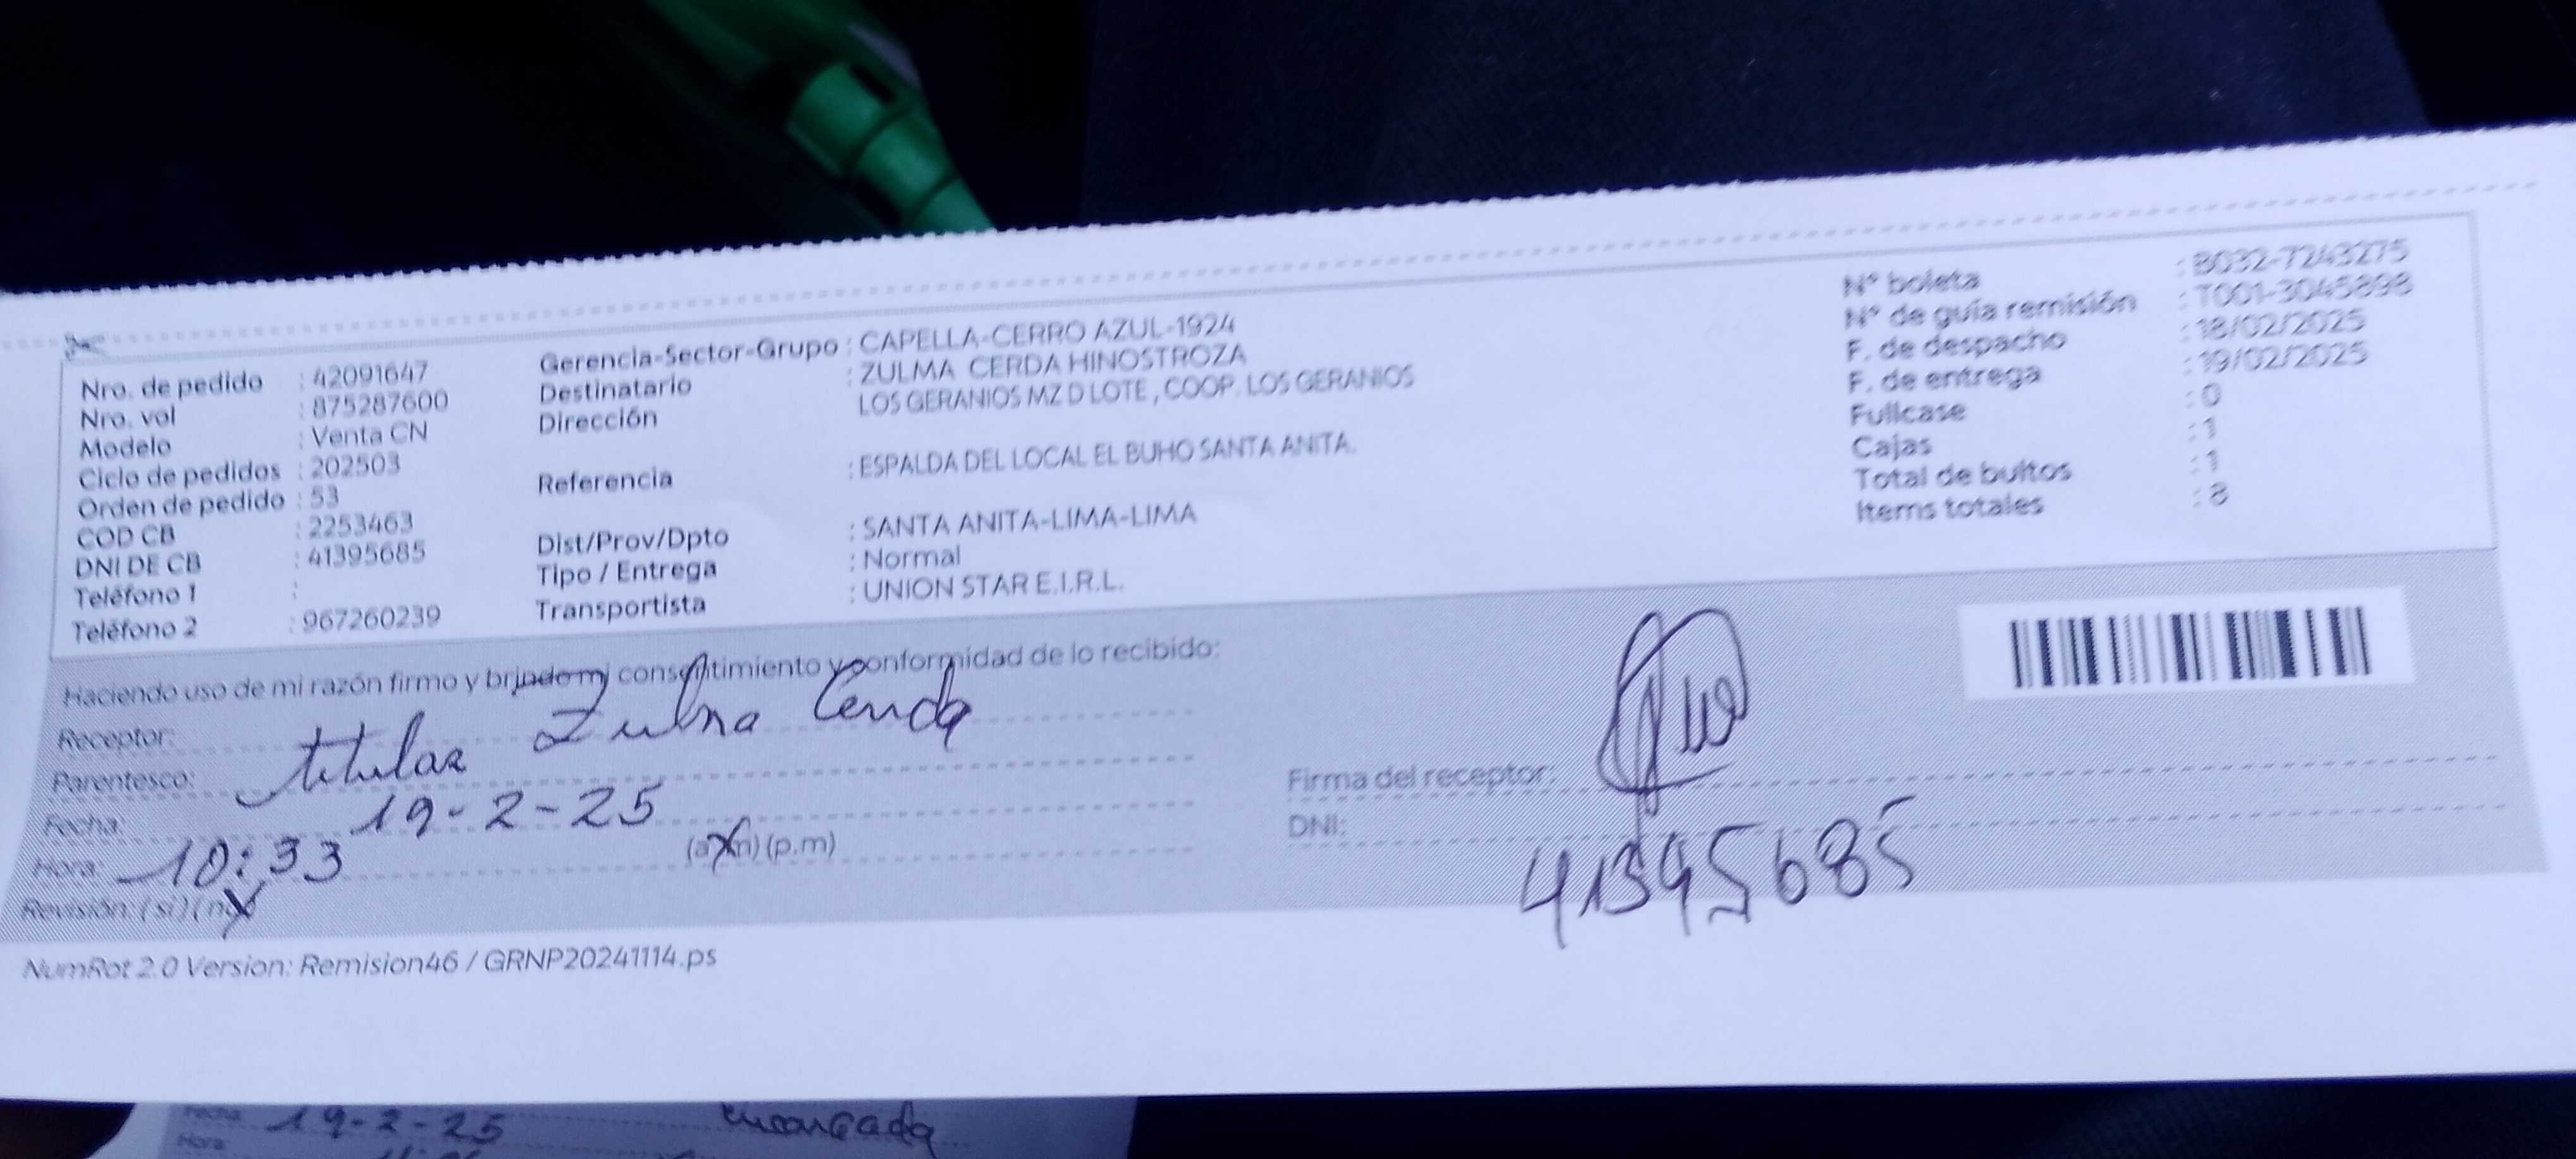 Nro. de pedido : 42091647
Nro. vol : 875287600
Modelo : Venta CN
Ciclo de pedidos : 202503
Orden de pedido : 53
COD CB : 2253463
DNI DE CB : 41395685
Teléfono 1 :
Teléfono 2 : 967260239
Gerencia-Sector-Grupo : CAPELLA-CERRO AZUL-1924
Destinatario : ZULMA CERDA HINOSTROZA
Dirección LOS GERANIOS MZ D LOTE , COOP. LOS GERANIOS
Referencia : ESPALDA DEL LOCAL EL BUHO SANTA ANITA.
Dist/Prov/Dpto : SANTA ANITA-LIMA-LIMA
Tipo / Entrega : Normal
Transportista : UNION STAR E.I.R.L.
N° boleta : B032-7243275
N° de guía remisión : T001-3045898
F. de despacho : 18/02/2025
F. de entrega : 19/02/2025
Fullcase : 0
Cajas : 1
Total de bultos : 1
Items totales : 8
Haciendo uso de mi razón firmo y brindo mi consentimiento y conformidad de lo recibido:
Receptor: Zulma Cerda
Parentesco: titular
Fecha: 19-2-25
Hora: 10:33 (a.m) (p.m)
Revisión: (si) (no)
Firma del receptor:
DNI: 41395685
NumRot 2.0 Version: Remision46 / GRNP20241114.ps
Fecha 19-2-25 encargada
Hora